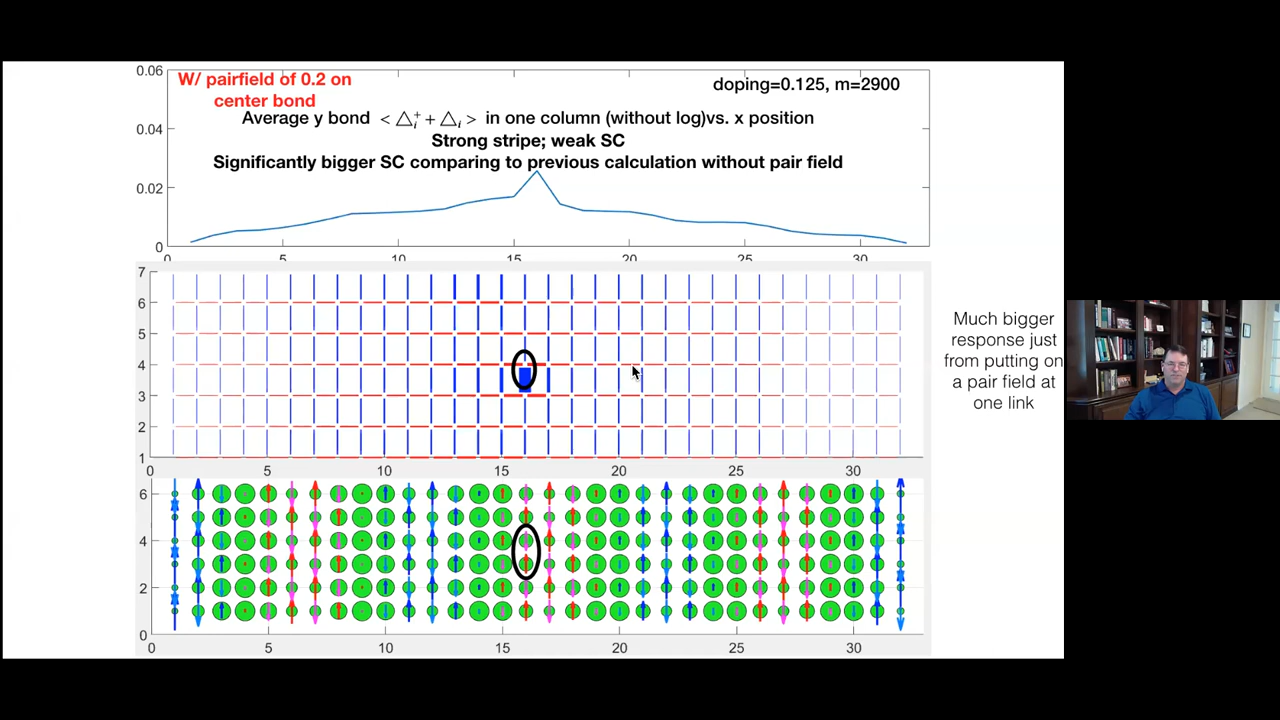 0.06
W/ pairfield of 0.2 on
center bond
doping=0.125, m=2900
Average y bond < △i+ + △i > in one column (without log)vs. x position
0.04
Strong stripe; weak SC
Significantly bigger SC comparing to previous calculation without pair field
0.02
0
0 5 10 15 20 25 30
7
6
5
4
3
2
1
0 5 10 15 20 25 30
Much bigger
response just
from putting on
a pair field at
one link
6
4
2
0
0 5 10 15 20 25 30